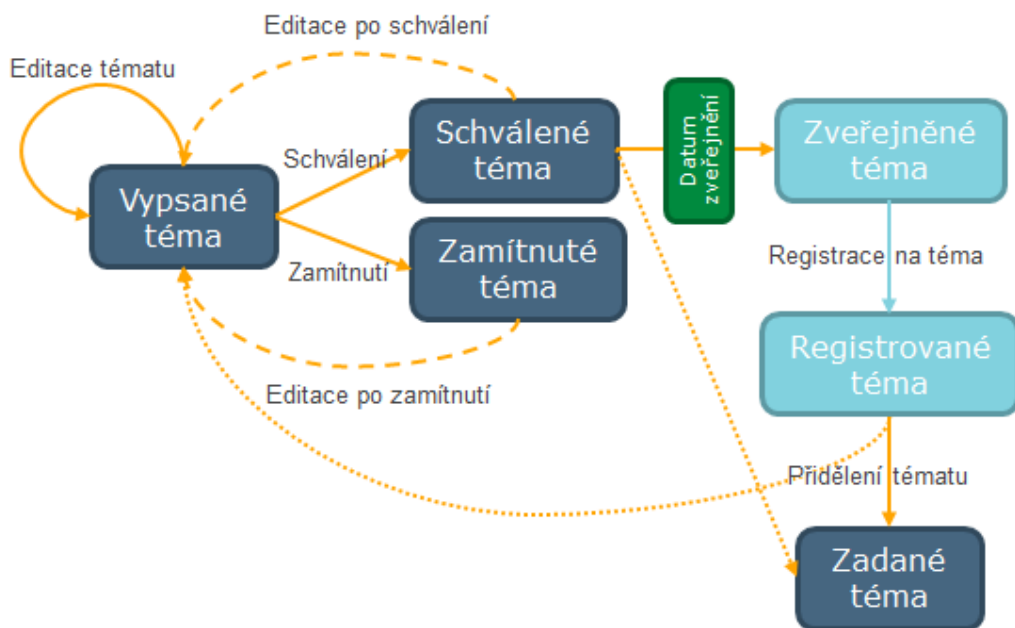 Editace po schválení
Editace tématu
Schválené
téma
Datum
zveřejnění
Zveřejněné
téma
Schválení
Vypsané
téma
Zamítnuté
téma
Zamítnutí
Registrace na téma
Registrované
téma
Editace po zamítnutí
Přidělení tématu
Zadané
téma